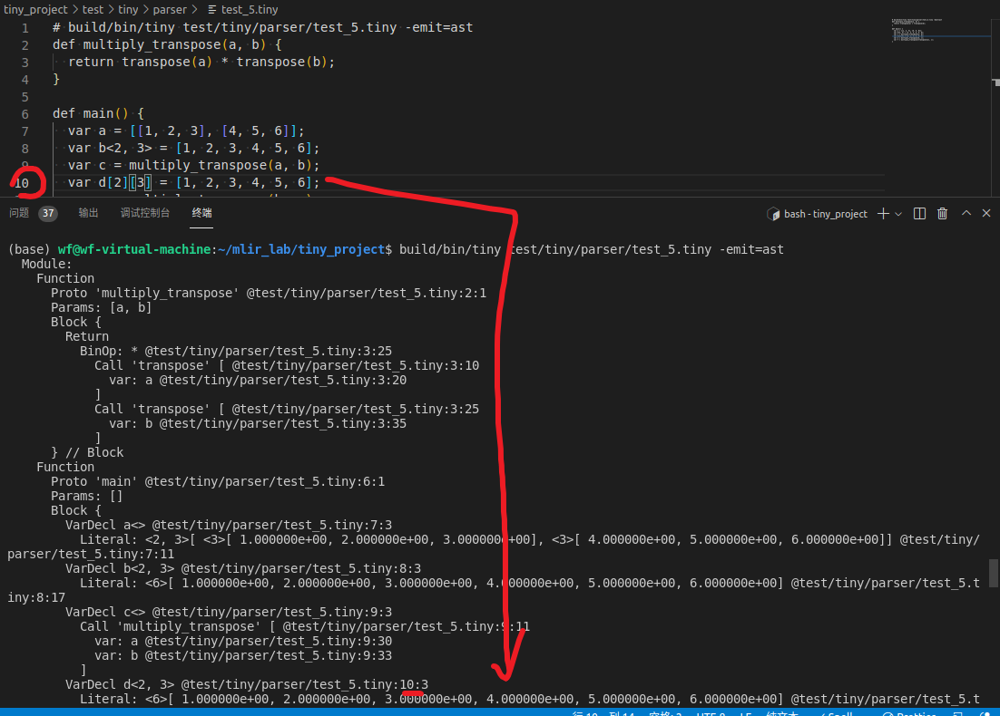 tiny_project > test > tiny > parser > test_5.tiny
1 # build/bin/tiny test/tiny/parser/test_5.tiny -emit=ast
2 def multiply_transpose(a, b) {
3 return transpose(a) * transpose(b);
4 }
5
6 def main() {
7 var a = [[1, 2, 3], [4, 5, 6]];
8 var b<2, 3> = [1, 2, 3, 4, 5, 6];
9 var c = multiply_transpose(a, b);
10 var d[2][3] = [1, 2, 3, 4, 5, 6];
问题 37 输出 调试控制台 终端 bash - tiny_project
(base) wf@wf-virtual-machine:~/mlir_lab/tiny_project$ build/bin/tiny test/tiny/parser/test_5.tiny -emit=ast
Module:
Function
Proto 'multiply_transpose' @test/tiny/parser/test_5.tiny:2:1
Params: [a, b]
Block {
Return
BinOp: * @test/tiny/parser/test_5.tiny:3:25
Call 'transpose' [ @test/tiny/parser/test_5.tiny:3:10
var: a @test/tiny/parser/test_5.tiny:3:20
]
Call 'transpose' [ @test/tiny/parser/test_5.tiny:3:25
var: b @test/tiny/parser/test_5.tiny:3:35
]
} // Block
Function
Proto 'main' @test/tiny/parser/test_5.tiny:6:1
Params: []
Block {
VarDecl a<> @test/tiny/parser/test_5.tiny:7:3
Literal: <2, 3>[ <3>[ 1.000000e+00, 2.000000e+00, 3.000000e+00], <3>[ 4.000000e+00, 5.000000e+00, 6.000000e+00]] @test/tiny/
parser/test_5.tiny:7:11
VarDecl b<2, 3> @test/tiny/parser/test_5.tiny:8:3
Literal: <6>[ 1.000000e+00, 2.000000e+00, 3.000000e+00, 4.000000e+00, 5.000000e+00, 6.000000e+00] @test/tiny/parser/test_5.t
iny:8:17
VarDecl c<> @test/tiny/parser/test_5.tiny:9:3
Call 'multiply_transpose' [ @test/tiny/parser/test_5.tiny:9:11
var: a @test/tiny/parser/test_5.tiny:9:30
var: b @test/tiny/parser/test_5.tiny:9:33
]
VarDecl d<2, 3> @test/tiny/parser/test_5.tiny:10:3
Literal: <6>[ 1.000000e+00, 2.000000e+00, 3.000000e+00, 4.000000e+00, 5.000000e+00, 6.000000e+00] @test/tiny/parser/test_5.t